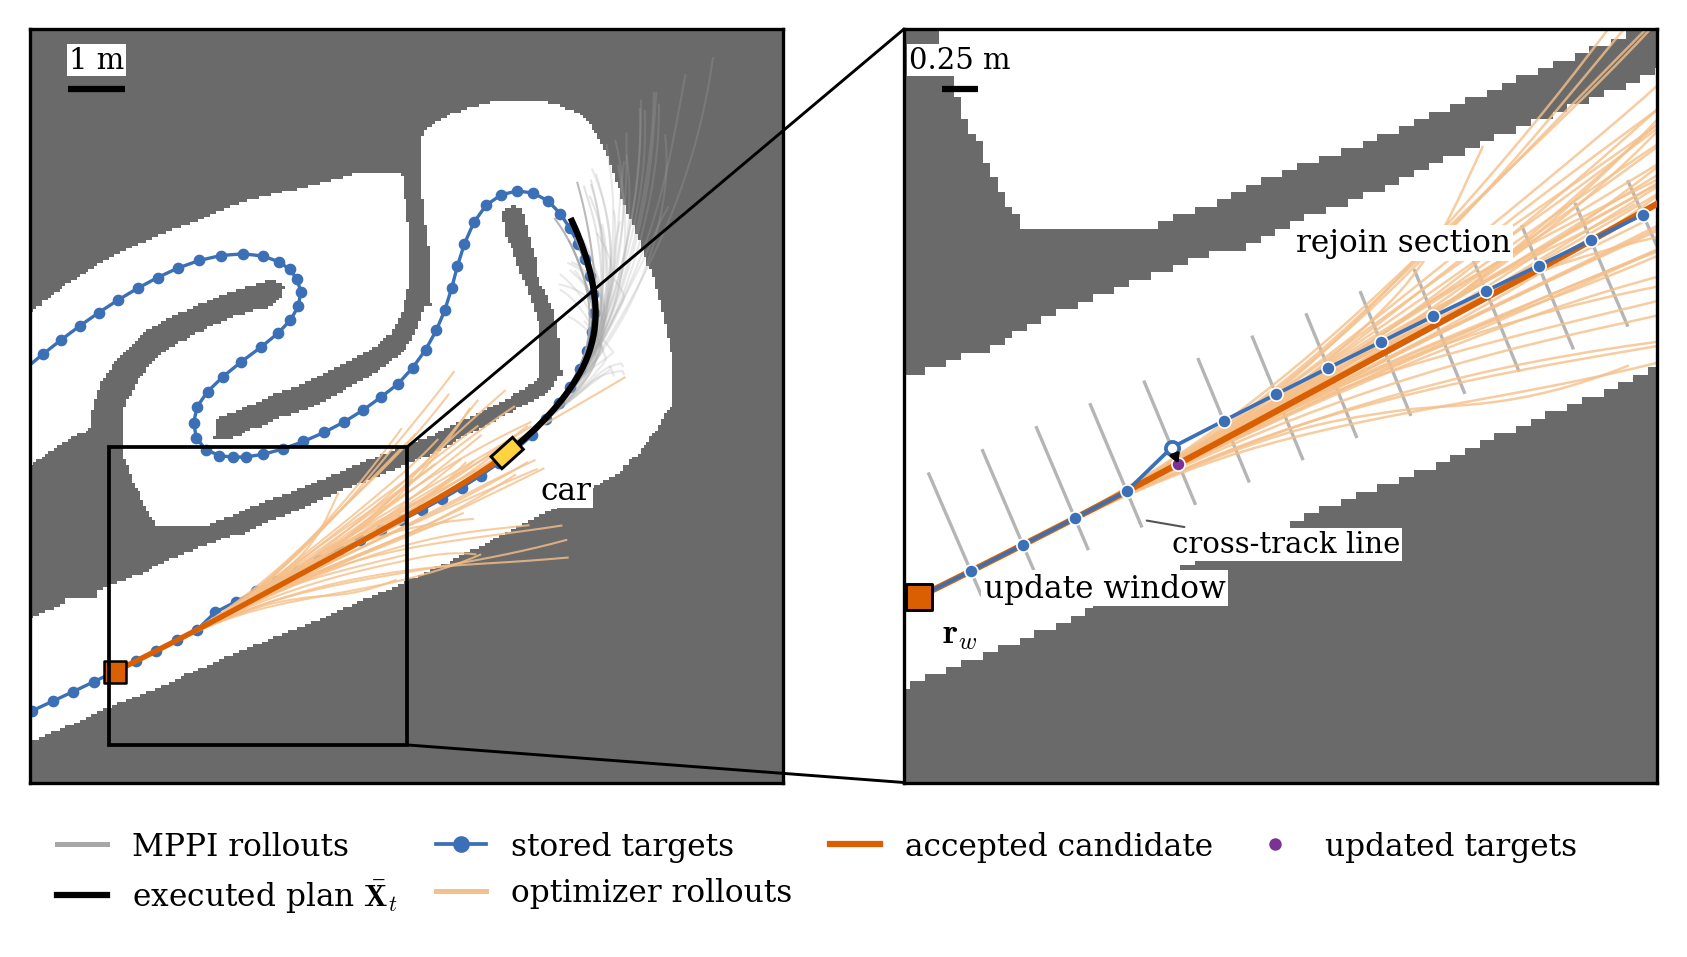 1 m
car
0.25 m
rejoin section
cross-track line
update window
𝐫_w
MPPI rollouts
executed plan 𝐗̄_t
stored targets
optimizer rollouts
accepted candidate
updated targets